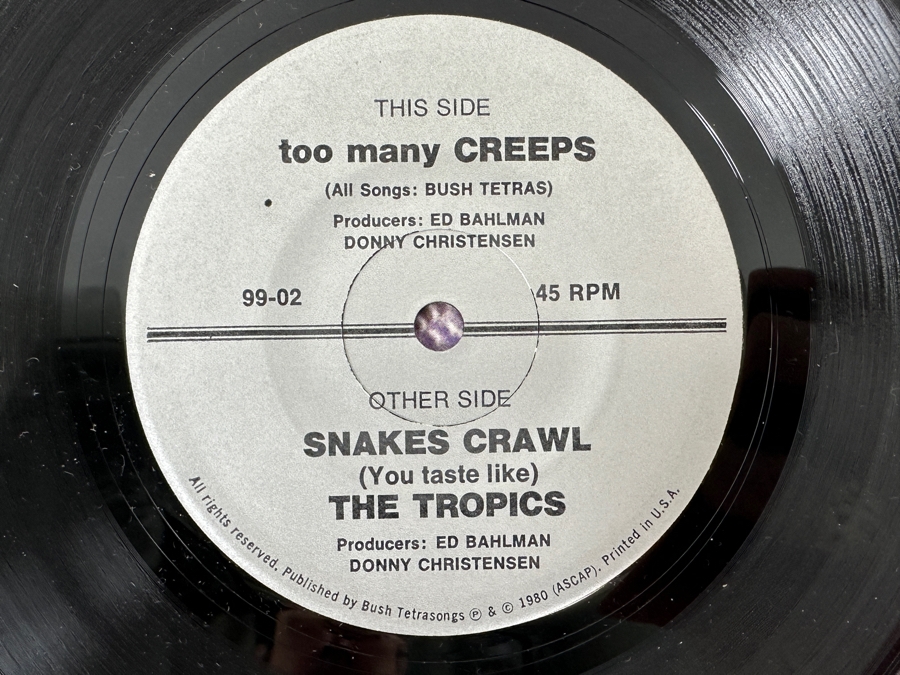 THIS SIDE
too many CREEPS
(All Songs: BUSH TETRAS)
Producers: ED BAHLMAN
DONNY CHRISTENSEN
99-02
45 RPM
OTHER SIDE
SNAKES CRAWL
(You taste like)
THE TROPICS
Producers: ED BAHLMAN
DONNY CHRISTENSEN
All rights reserved. Published by Bush Tetrasongs ℗ & © 1980 (ASCAP). Printed in U.S.A.